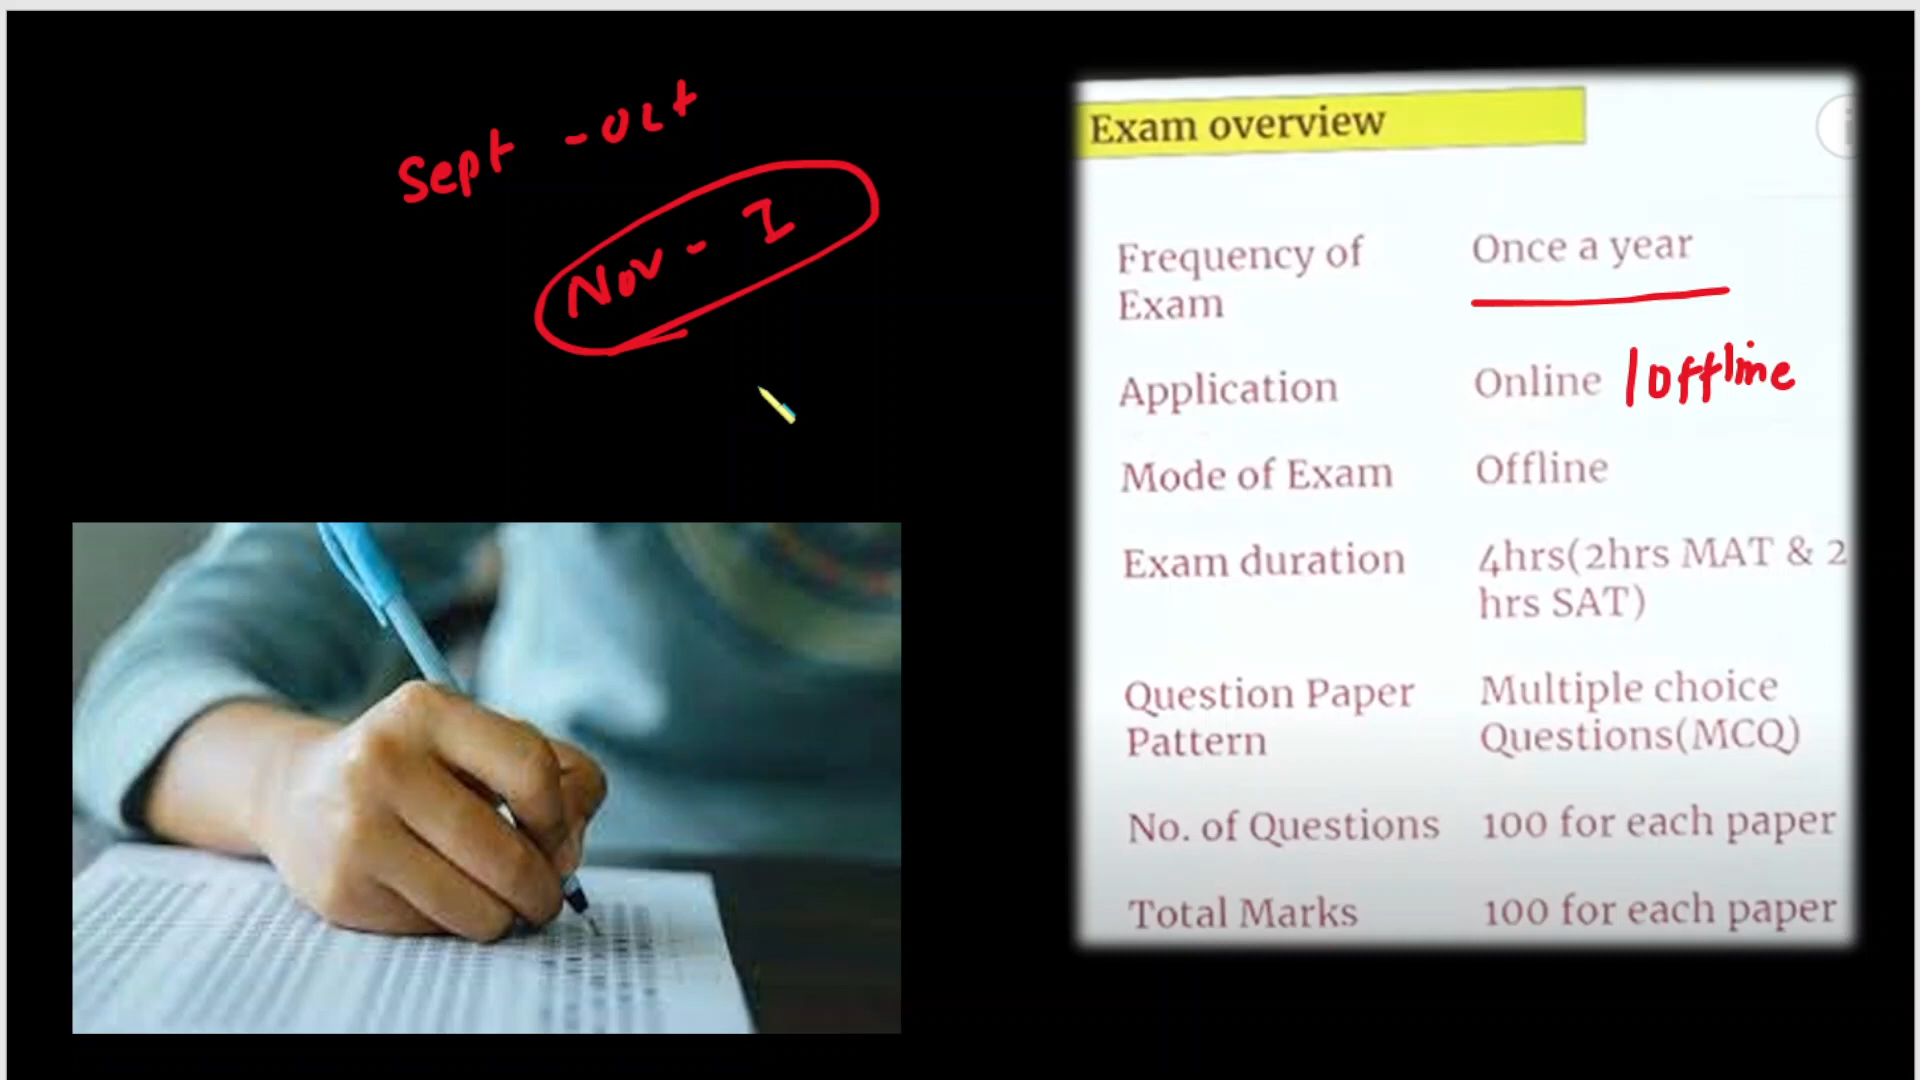 Sept - Oct
Nov - I
Exam overview
Frequency of Exam Once a year
Application Online / offline
Mode of Exam Offline
Exam duration 4hrs(2hrs MAT & 2 hrs SAT)
Question Paper Pattern Multiple choice Questions(MCQ)
No. of Questions 100 for each paper
Total Marks 100 for each paper